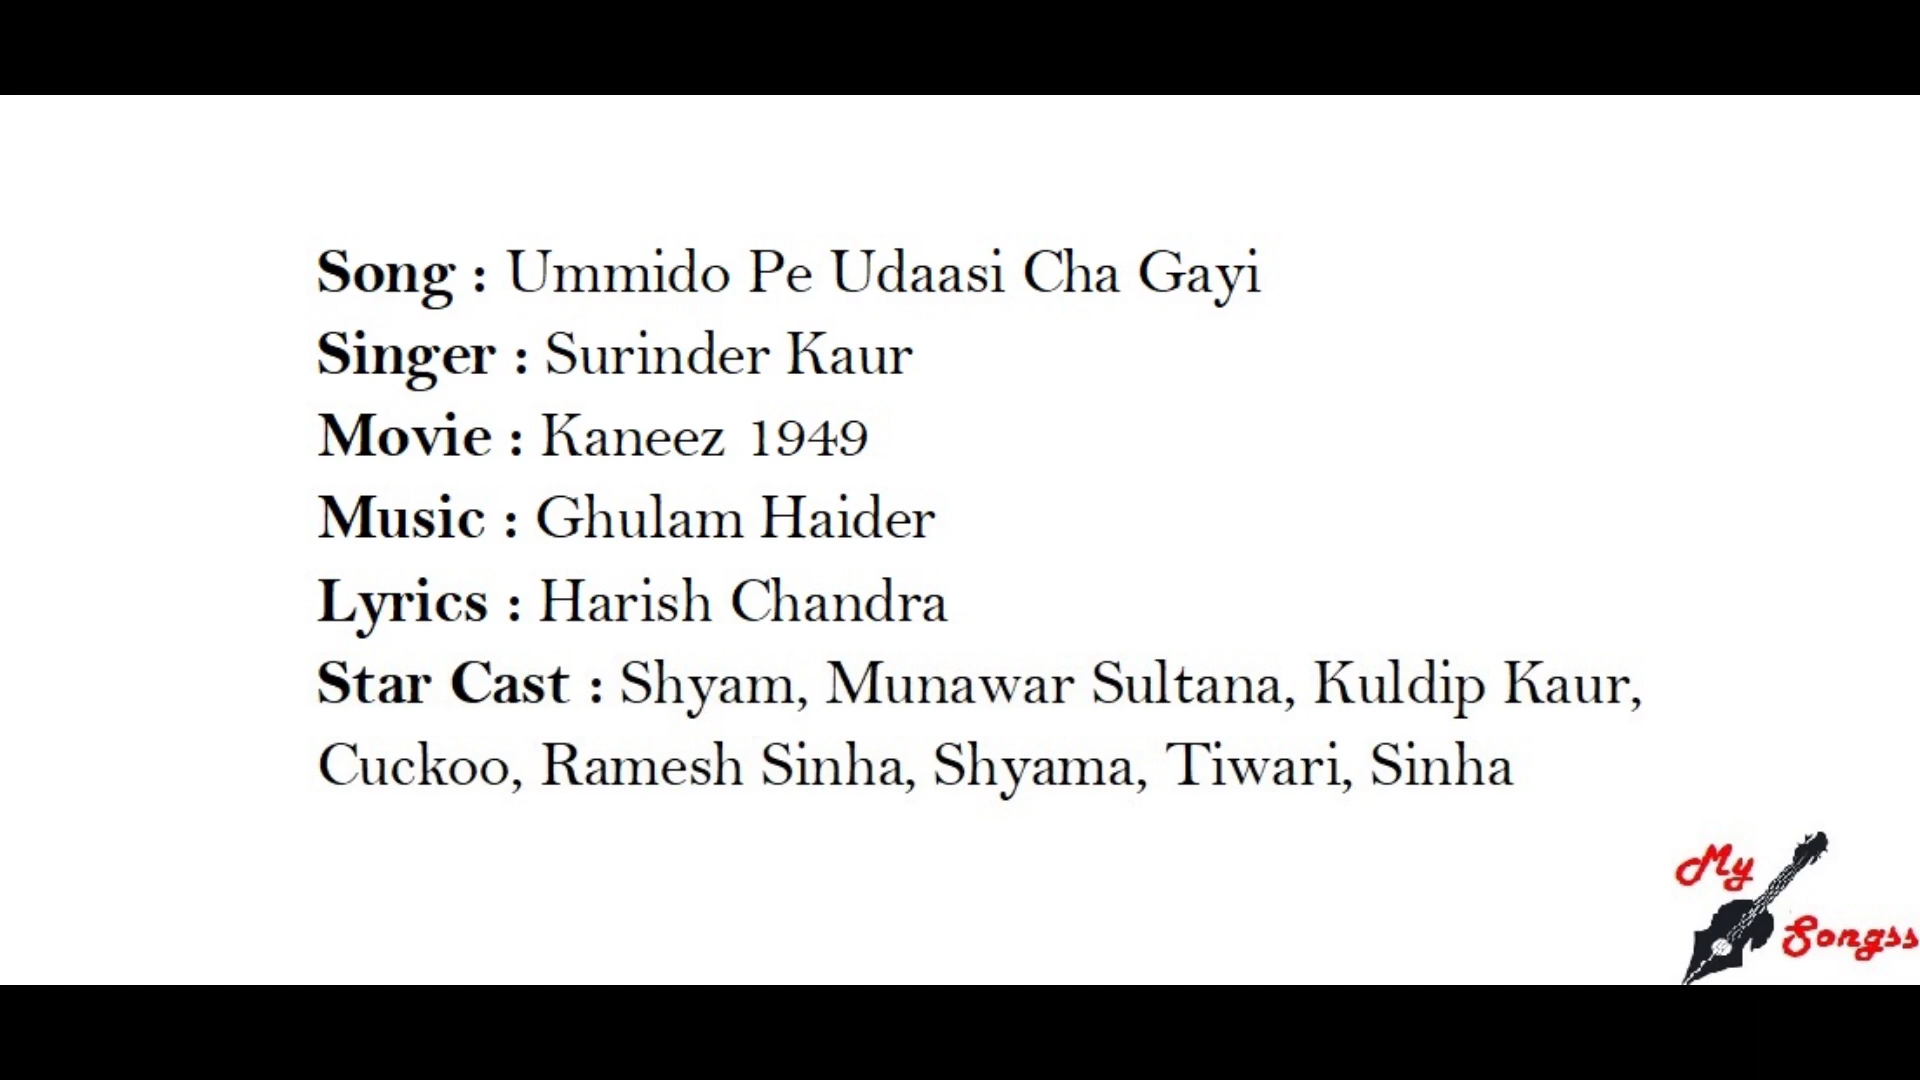 Song : Ummido Pe Udaasi Cha Gayi
Singer : Surinder Kaur
Movie : Kaneez 1949
Music : Ghulam Haider
Lyrics : Harish Chandra
Star Cast : Shyam, Munawar Sultana, Kuldip Kaur,
Cuckoo, Ramesh Sinha, Shyama, Tiwari, Sinha
My
Songss